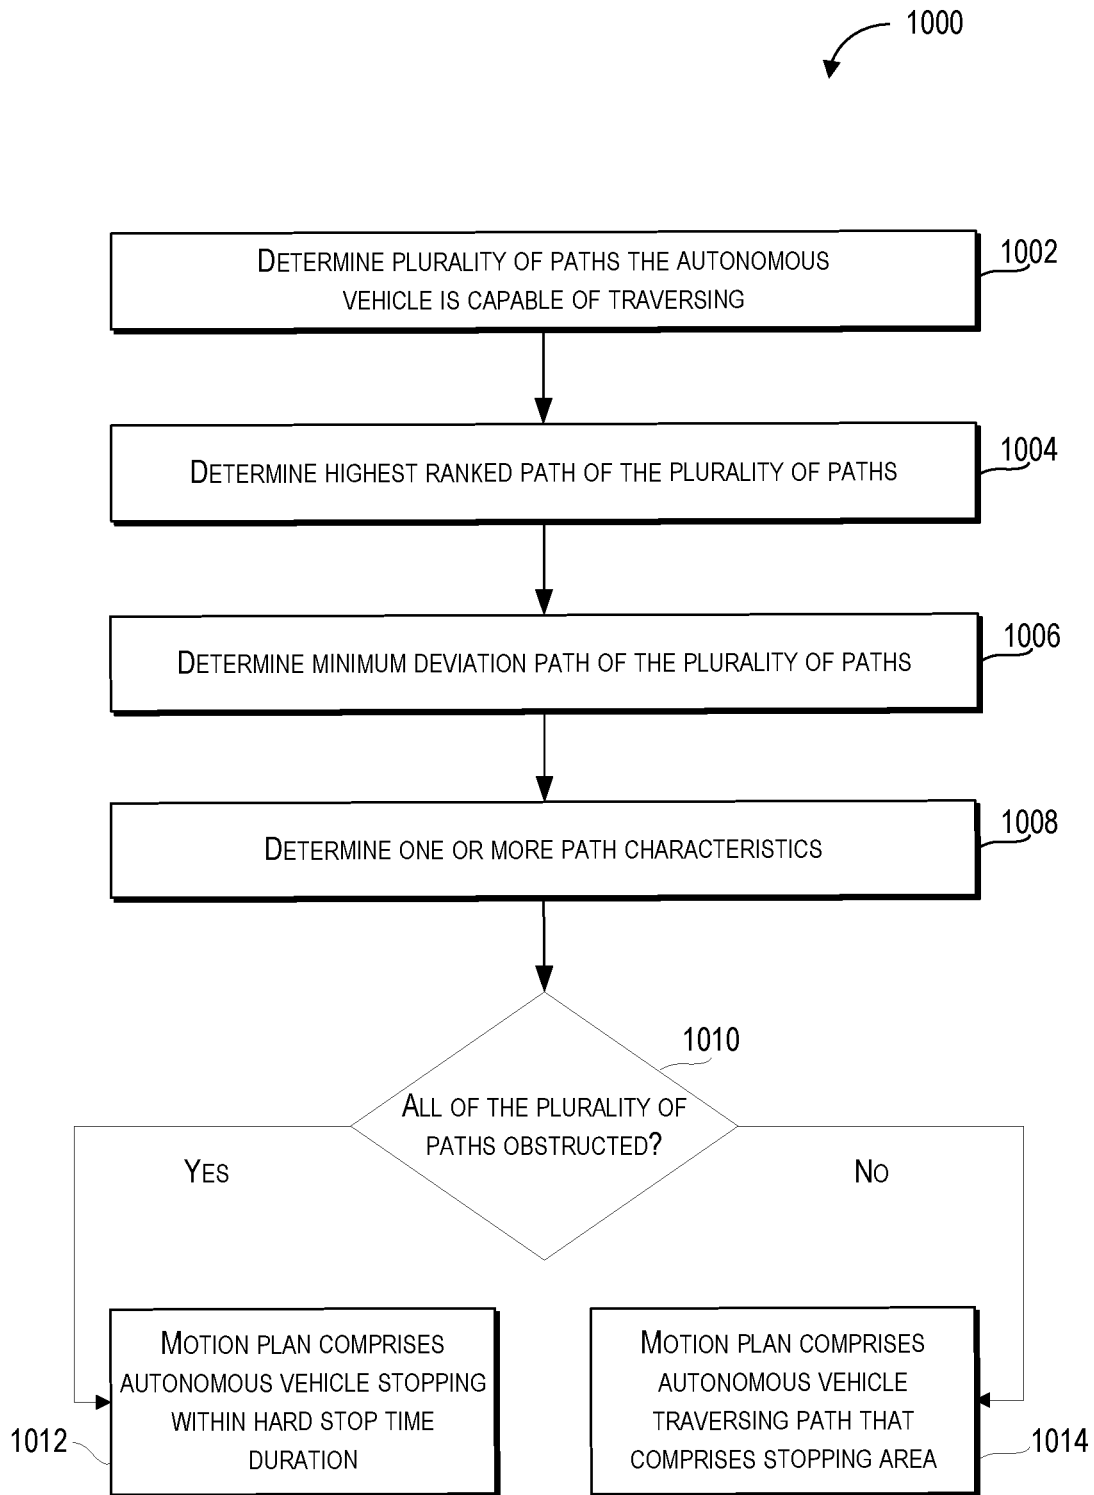 1000
DETERMINE PLURALITY OF PATHS THE AUTONOMOUS
VEHICLE IS CAPABLE OF TRAVERSING
1002
DETERMINE HIGHEST RANKED PATH OF THE PLURALITY OF PATHS
1004
DETERMINE MINIMUM DEVIATION PATH OF THE PLURALITY OF PATHS
1006
DETERMINE ONE OR MORE PATH CHARACTERISTICS
1008
1010
ALL OF THE PLURALITY OF
PATHS OBSTRUCTED?
YES
NO
MOTION PLAN COMPRISES
AUTONOMOUS VEHICLE STOPPING
WITHIN HARD STOP TIME
DURATION
1012
MOTION PLAN COMPRISES
AUTONOMOUS VEHICLE
TRAVERSING PATH THAT
COMPRISES STOPPING AREA
1014